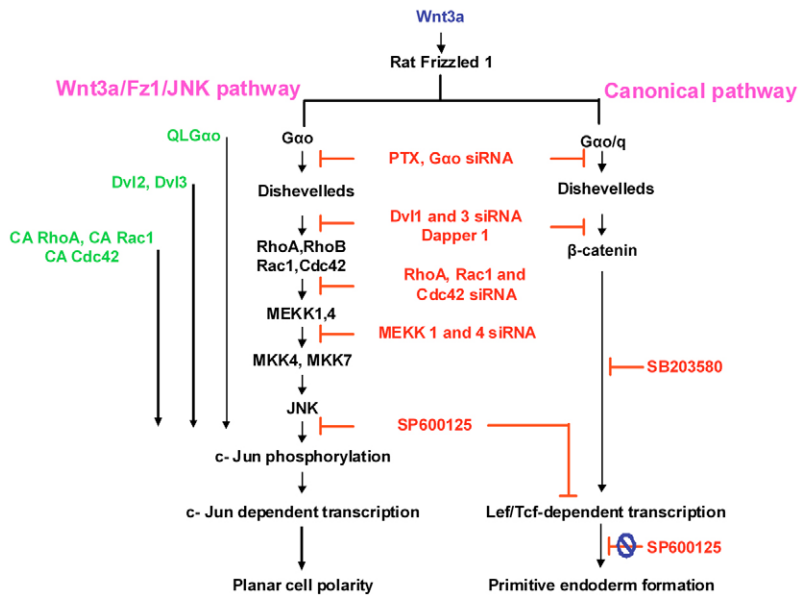 Wnt3a
Rat Frizzled 1
Wnt3a/Fz1/JNK pathway
Canonical pathway
QLGαo
Gαo
Gαo/q
PTX, Gαo siRNA
Dvl2, Dvl3
Dishevelleds
Dishevelleds
Dvl1 and 3 siRNA
Dapper 1
CA RhoA, CA Rac1
CA Cdc42
RhoA,RhoB
Rac1,Cdc42
β-catenin
RhoA, Rac1 and
Cdc42 siRNA
MEKK1,4
MEKK 1 and 4 siRNA
MKK4, MKK7
SB203580
JNK
SP600125
c- Jun phosphorylation
c- Jun dependent transcription
Lef/Tcf-dependent transcription
SP600125
Planar cell polarity
Primitive endoderm formation